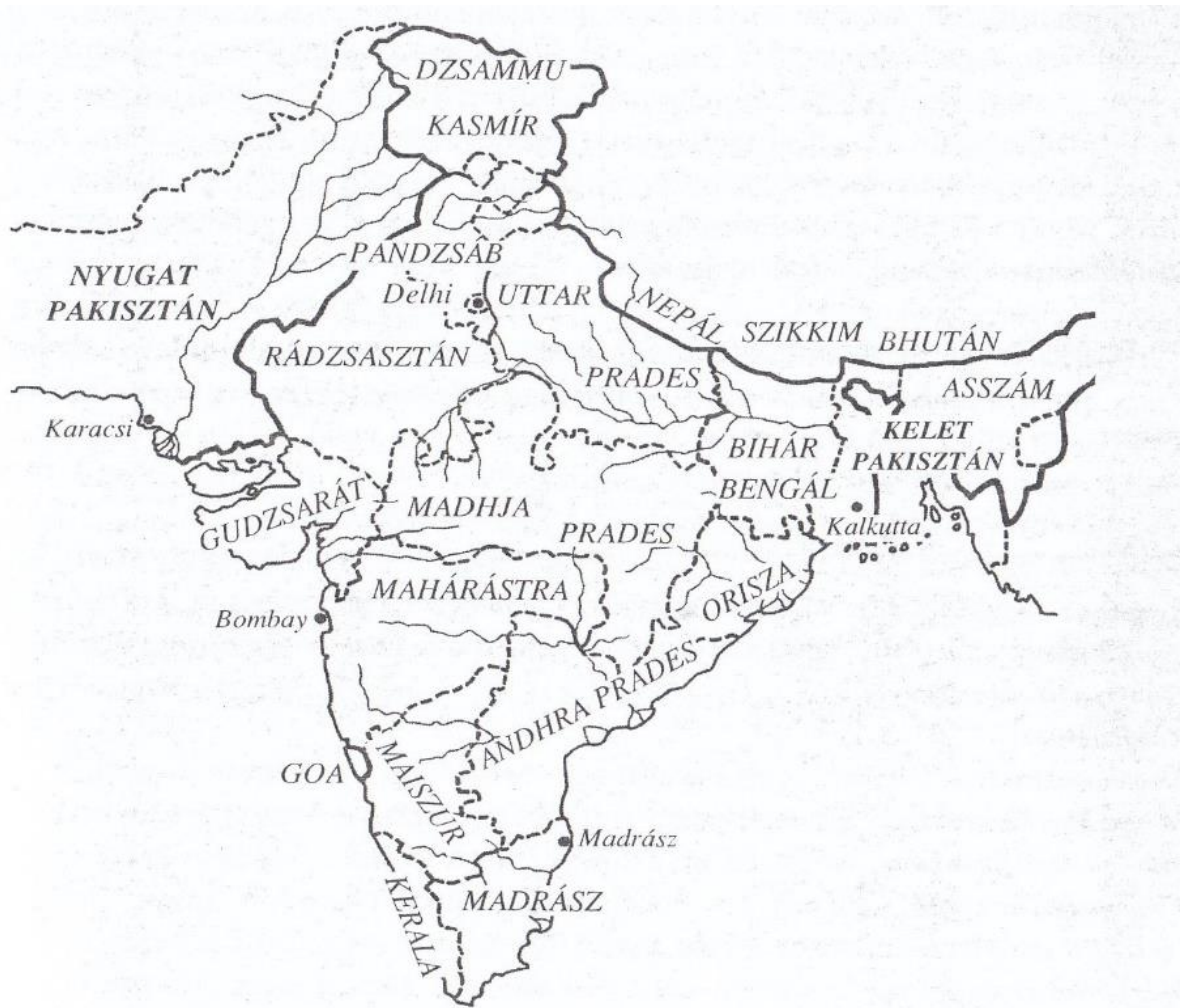 DZSAMMU
KASMÍR
PANDZSÁB
NYUGAT
PAKISZTÁN
Delhi
UTTAR
NEPÁL
SZIKKIM
BHUTÁN
RÁDZSASZTÁN
PRADES
ASSZÁM
Karacsi
KELET
PAKISZTÁN
BIHÁR
BENGÁL
GUDZSARÁT
MADHJA
PRADES
Kalkutta
MAHÁRÁSTRA
ORISZA
Bombay
ANDHRA PRADES
GOA
MAISZÚR
Madrász
KERALA
MADRÁSZ